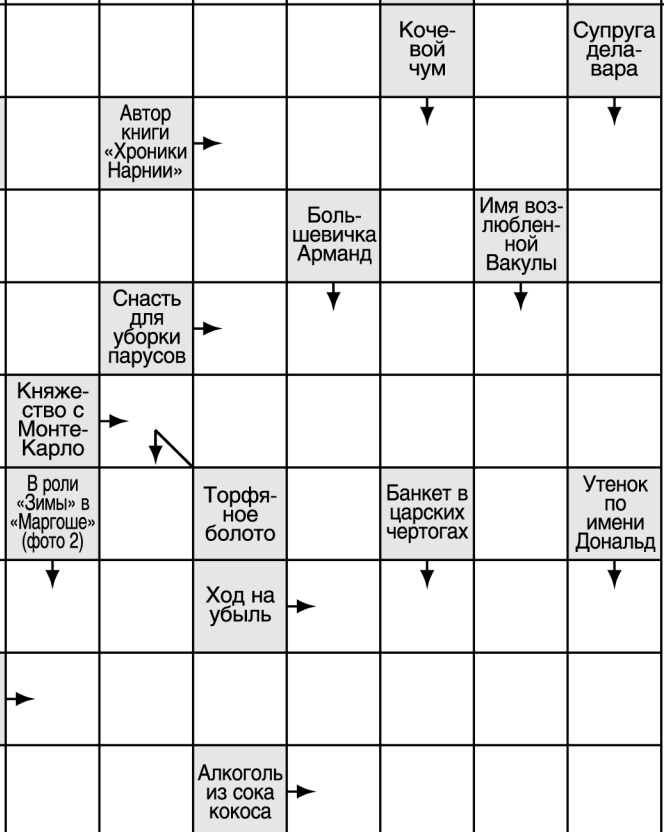 Коче-
вой
чум
Супруга
дела-
вара
Автор
книги
«Хроники
Нарнии»
Боль-
шевичка
Арманд
Имя воз-
люблен-
ной
Вакулы
Снасть
для
уборки
парусов
Княже-
ство с
Монте-
Карло
В роли
«Зимы» в
«Маргоше»
(фото 2)
Торфя-
ное
болото
Банкет в
царских
чертогах
Утенок
по
имени
Дональд
Ход на
убыль
Алкоголь
из сока
кокоса